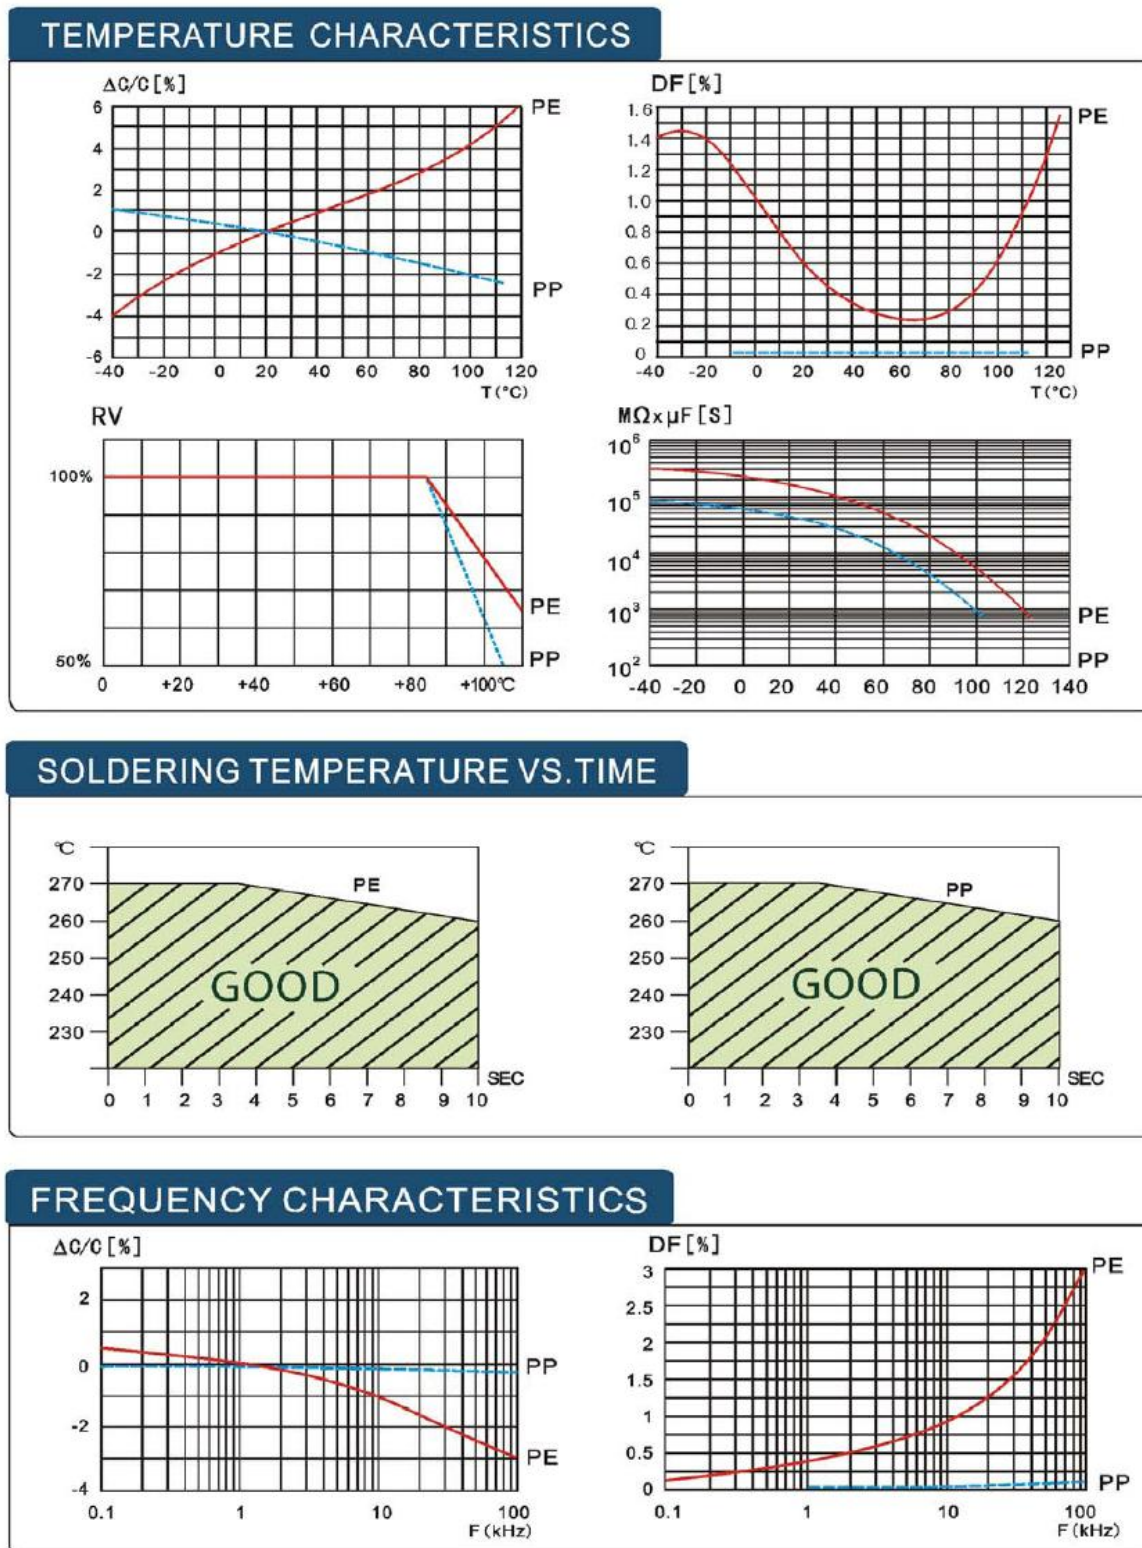 TEMPERATURE CHARACTERISTICS
ΔC/C[%]
6
4
2
0
-2
-4
-6
PE
PP
-40 -20 0 20 40 60 80 100 120
T(°C)
DF[%]
1.6
1.4
1.2
1.0
0.8
0.6
0.4
0.2
0
PE
PP
-40 -20 0 20 40 60 80 100 120
T(°C)
RV
100%
50%
PE
PP
0 +20 +40 +60 +80 +100℃
MΩxµF[S]
10⁶
10⁵
10⁴
10³
10²
PE
PP
-40 -20 0 20 40 60 80 100 120 140
SOLDERING TEMPERATURE VS.TIME
℃
270
260
250
240
230
PE
GOOD
SEC
0 1 2 3 4 5 6 7 8 9 10
℃
270
260
250
240
230
PP
GOOD
SEC
0 1 2 3 4 5 6 7 8 9 10
FREQUENCY CHARACTERISTICS
ΔC/C[%]
2
0
-2
-4
PP
PE
0.1 1 10 100
F(kHz)
DF[%]
3
2.5
2
1.5
1
0.5
0
PE
PP
0.1 1 10 100
F(kHz)